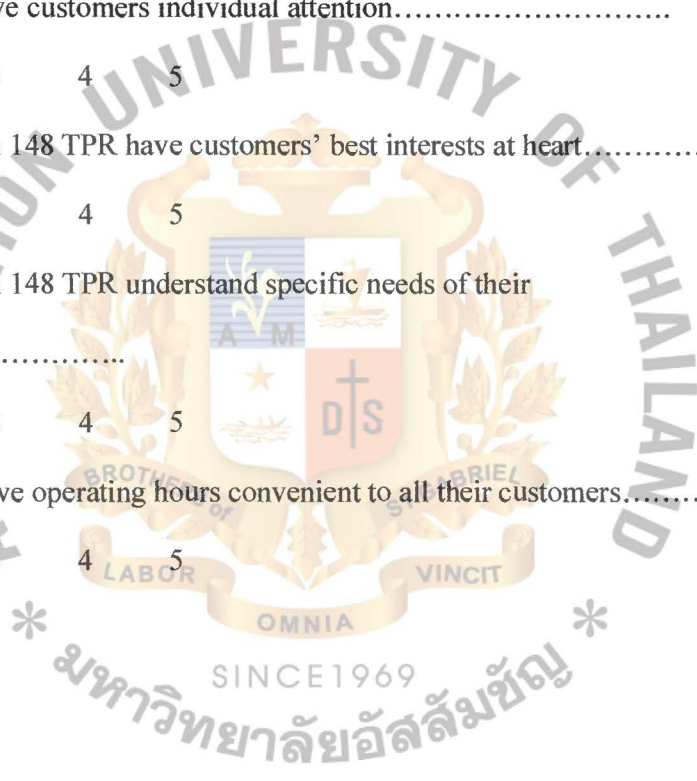 ve customers individual attention…………………………
4 5
148 TPR have customers’ best interests at heart……………
4 5
148 TPR understand specific needs of their
……………..
4 5
ve operating hours convenient to all their customers………
4 5
UNIVERSITY OF THAILAND
A M
D S
BROTHERS of ST GABRIEL
LABOR
OMNIA
VINCIT
* *
SINCE1969
มหาวิทยาลัยอัสสัมชัญ